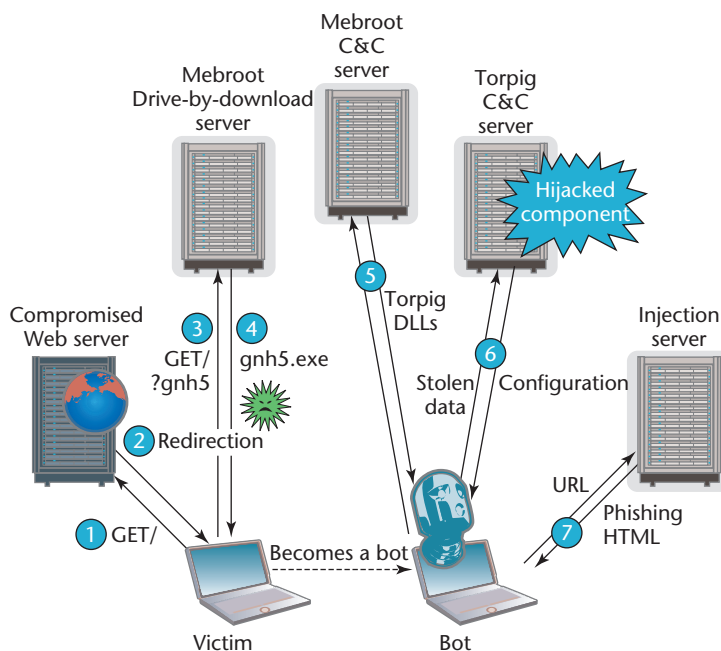 Mebroot
C&C
server
Mebroot
Drive-by-download
server
Torpig
C&C
server
Hijacked
component
Compromised
Web server
3
GET/
?gnh5
4
gnh5.exe
5
Torpig
DLLs
6
Stolen
data
Configuration
Injection
server
2 Redirection
1 GET/
URL
7
Phishing
HTML
Becomes a bot
Victim
Bot